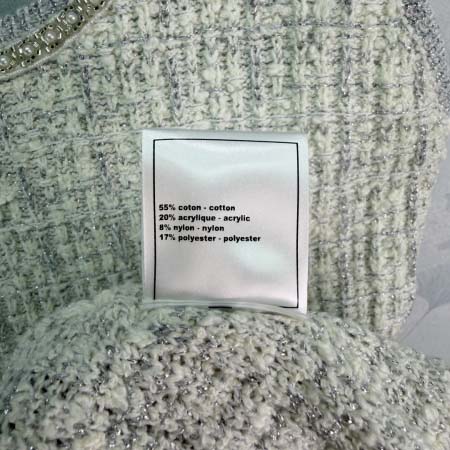 55% coton - cotton
20% acrylique - acrylic
8% nylon - nylon
17% polyester - polyester